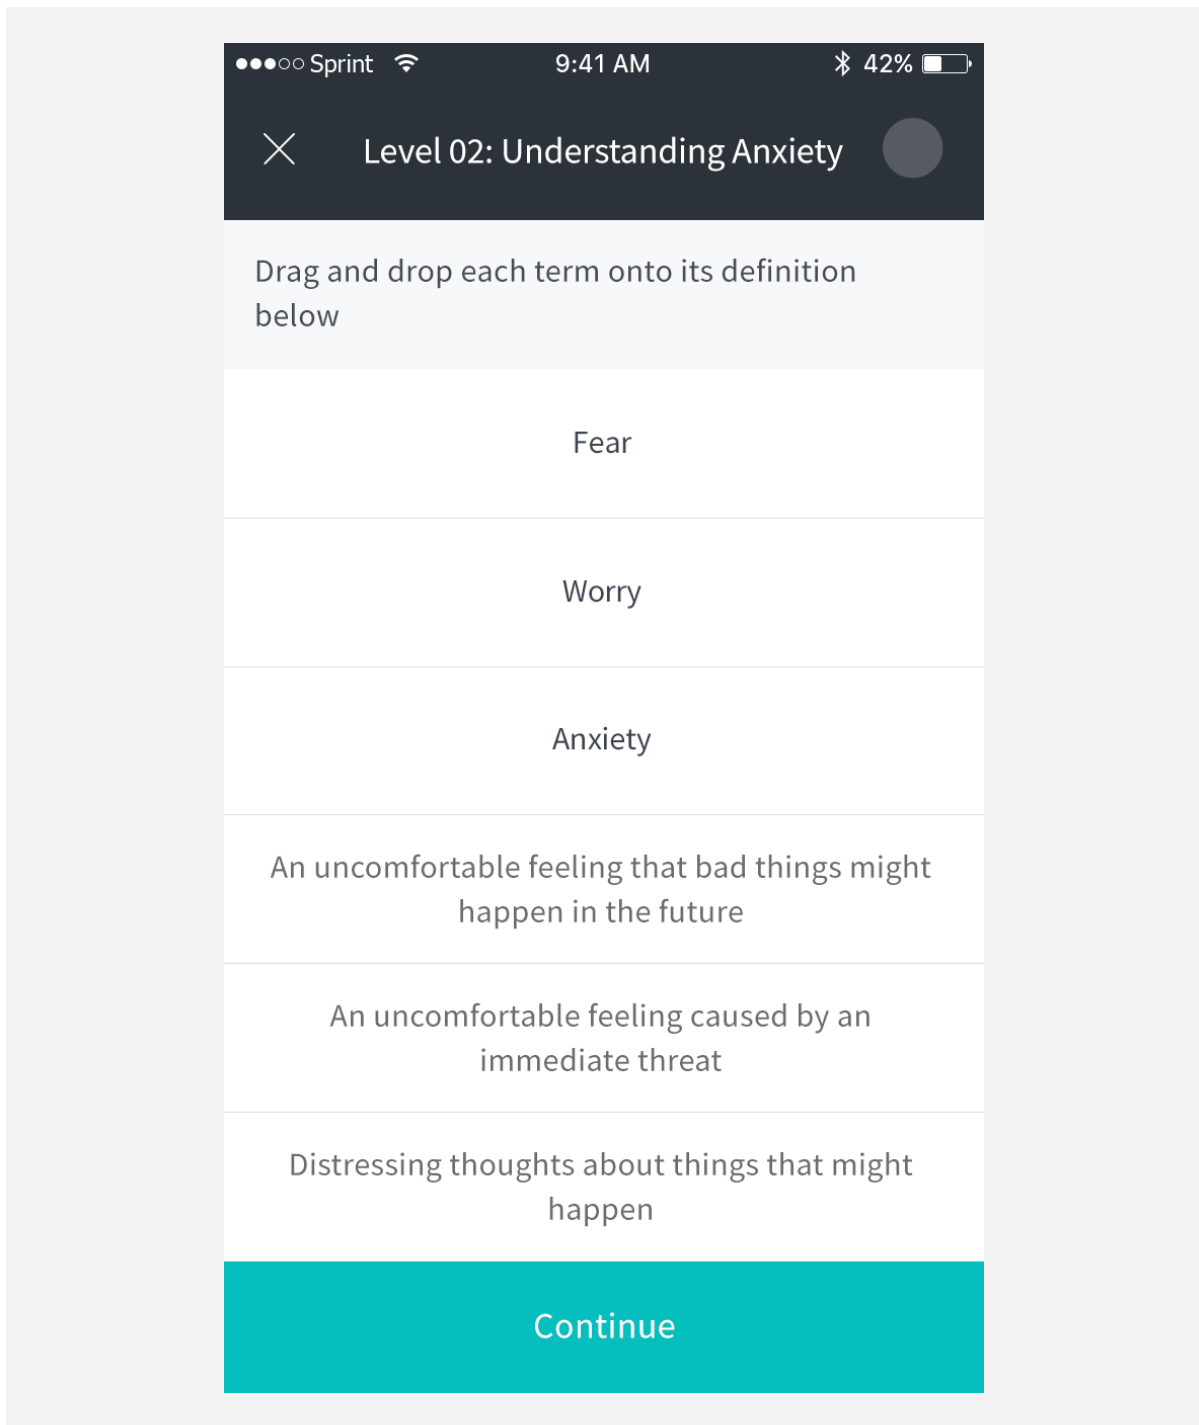 Sprint 9:41 AM 42%
Level 02: Understanding Anxiety
Drag and drop each term onto its definition
below
Fear
Worry
Anxiety
An uncomfortable feeling that bad things might
happen in the future
An uncomfortable feeling caused by an
immediate threat
Distressing thoughts about things that might
happen
Continue